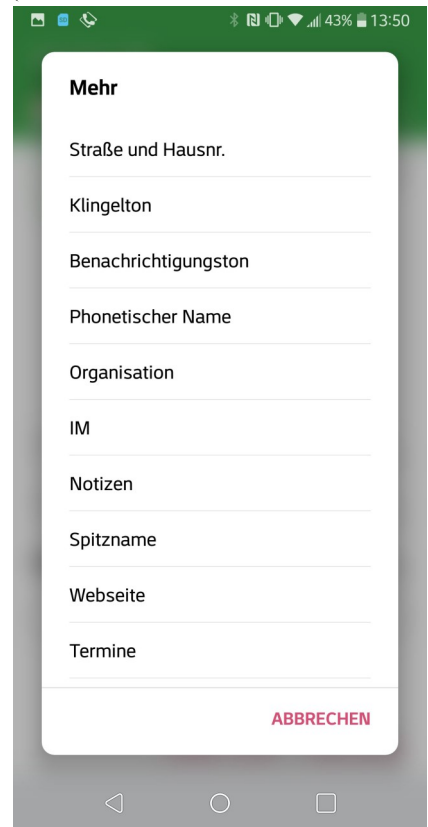 43% 13:50
Mehr
Straße und Hausnr.
Klingelton
Benachrichtigungston
Phonetischer Name
Organisation
IM
Notizen
Spitzname
Webseite
Termine
ABBRECHEN